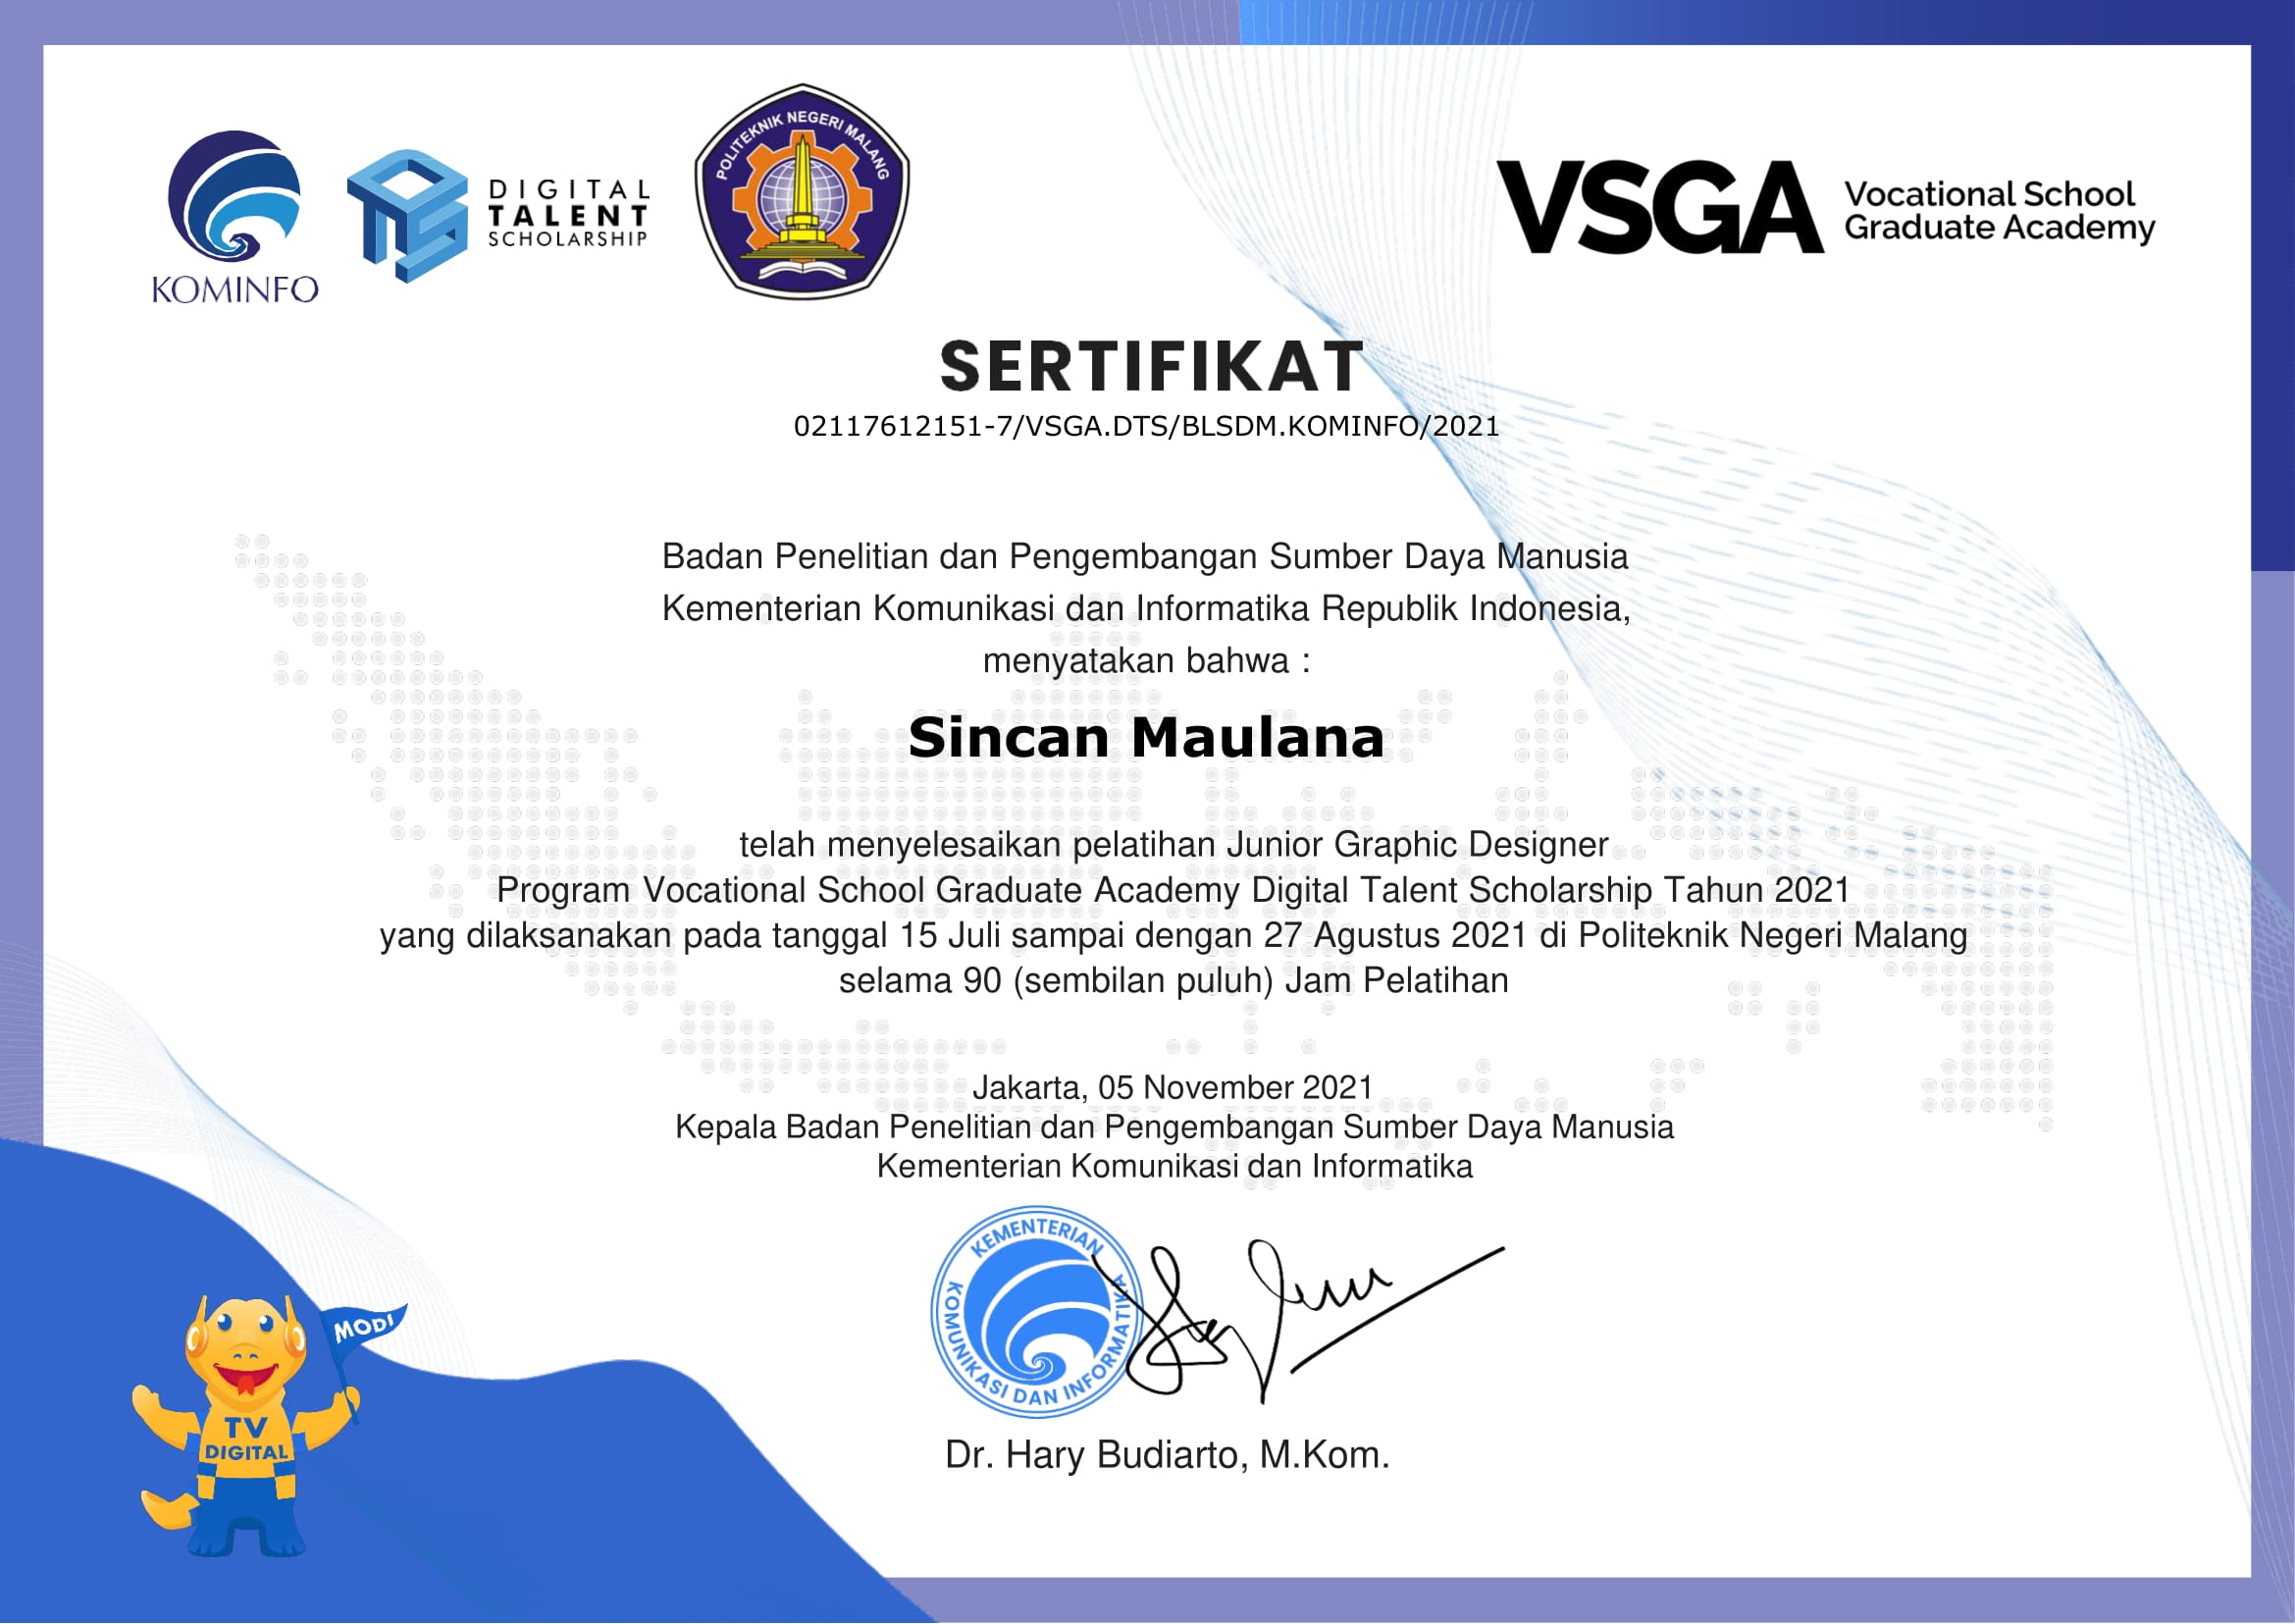 KOMINFO
DIGITAL
TALENT
SCHOLARSHIP
POLITEKNIK NEGERI MALANG
VSGA
Vocational School
Graduate Academy
SERTIFIKAT
02117612151-7/VSGA.DTS/BLSDM.KOMINFO/2021
Badan Penelitian dan Pengembangan Sumber Daya Manusia
Kementerian Komunikasi dan Informatika Republik Indonesia,
menyatakan bahwa :
Sincan Maulana
telah menyelesaikan pelatihan Junior Graphic Designer
Program Vocational School Graduate Academy Digital Talent Scholarship Tahun 2021
yang dilaksanakan pada tanggal 15 Juli sampai dengan 27 Agustus 2021 di Politeknik Negeri Malang
selama 90 (sembilan puluh) Jam Pelatihan
Jakarta, 05 November 2021
Kepala Badan Penelitian dan Pengembangan Sumber Daya Manusia
Kementerian Komunikasi dan Informatika
KEMENTERIAN
KOMUNIKASI DAN INFORMATIKA
MODI
TV
DIGITAL
Dr. Hary Budiarto, M.Kom.